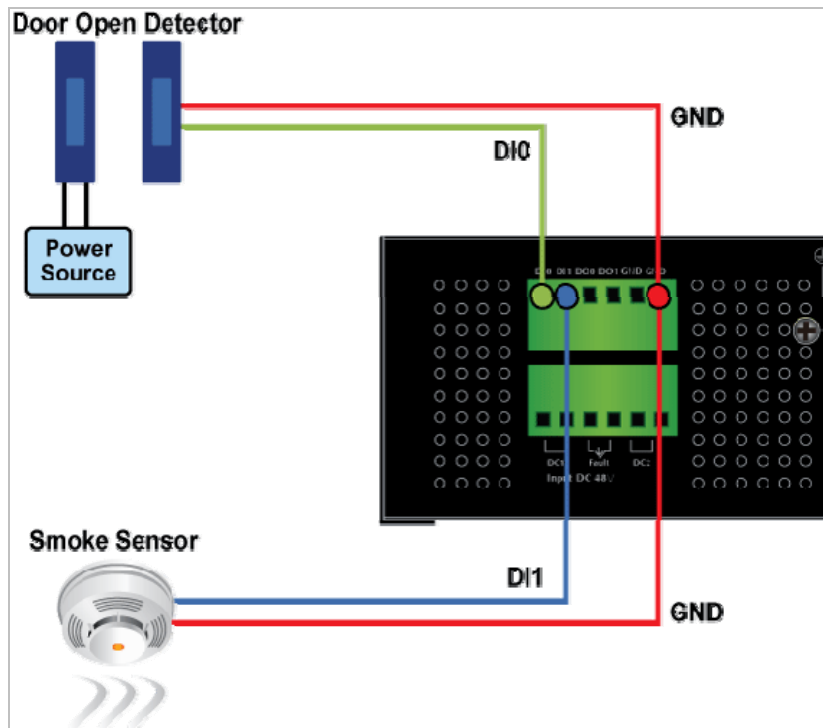 Door Open Detector
GND
DI0
Power
Source
DI0 DI1 DO0 DO1 GND GND
DC1 Fault DC2
Input DC 48V
Smoke Sensor
DI1
GND